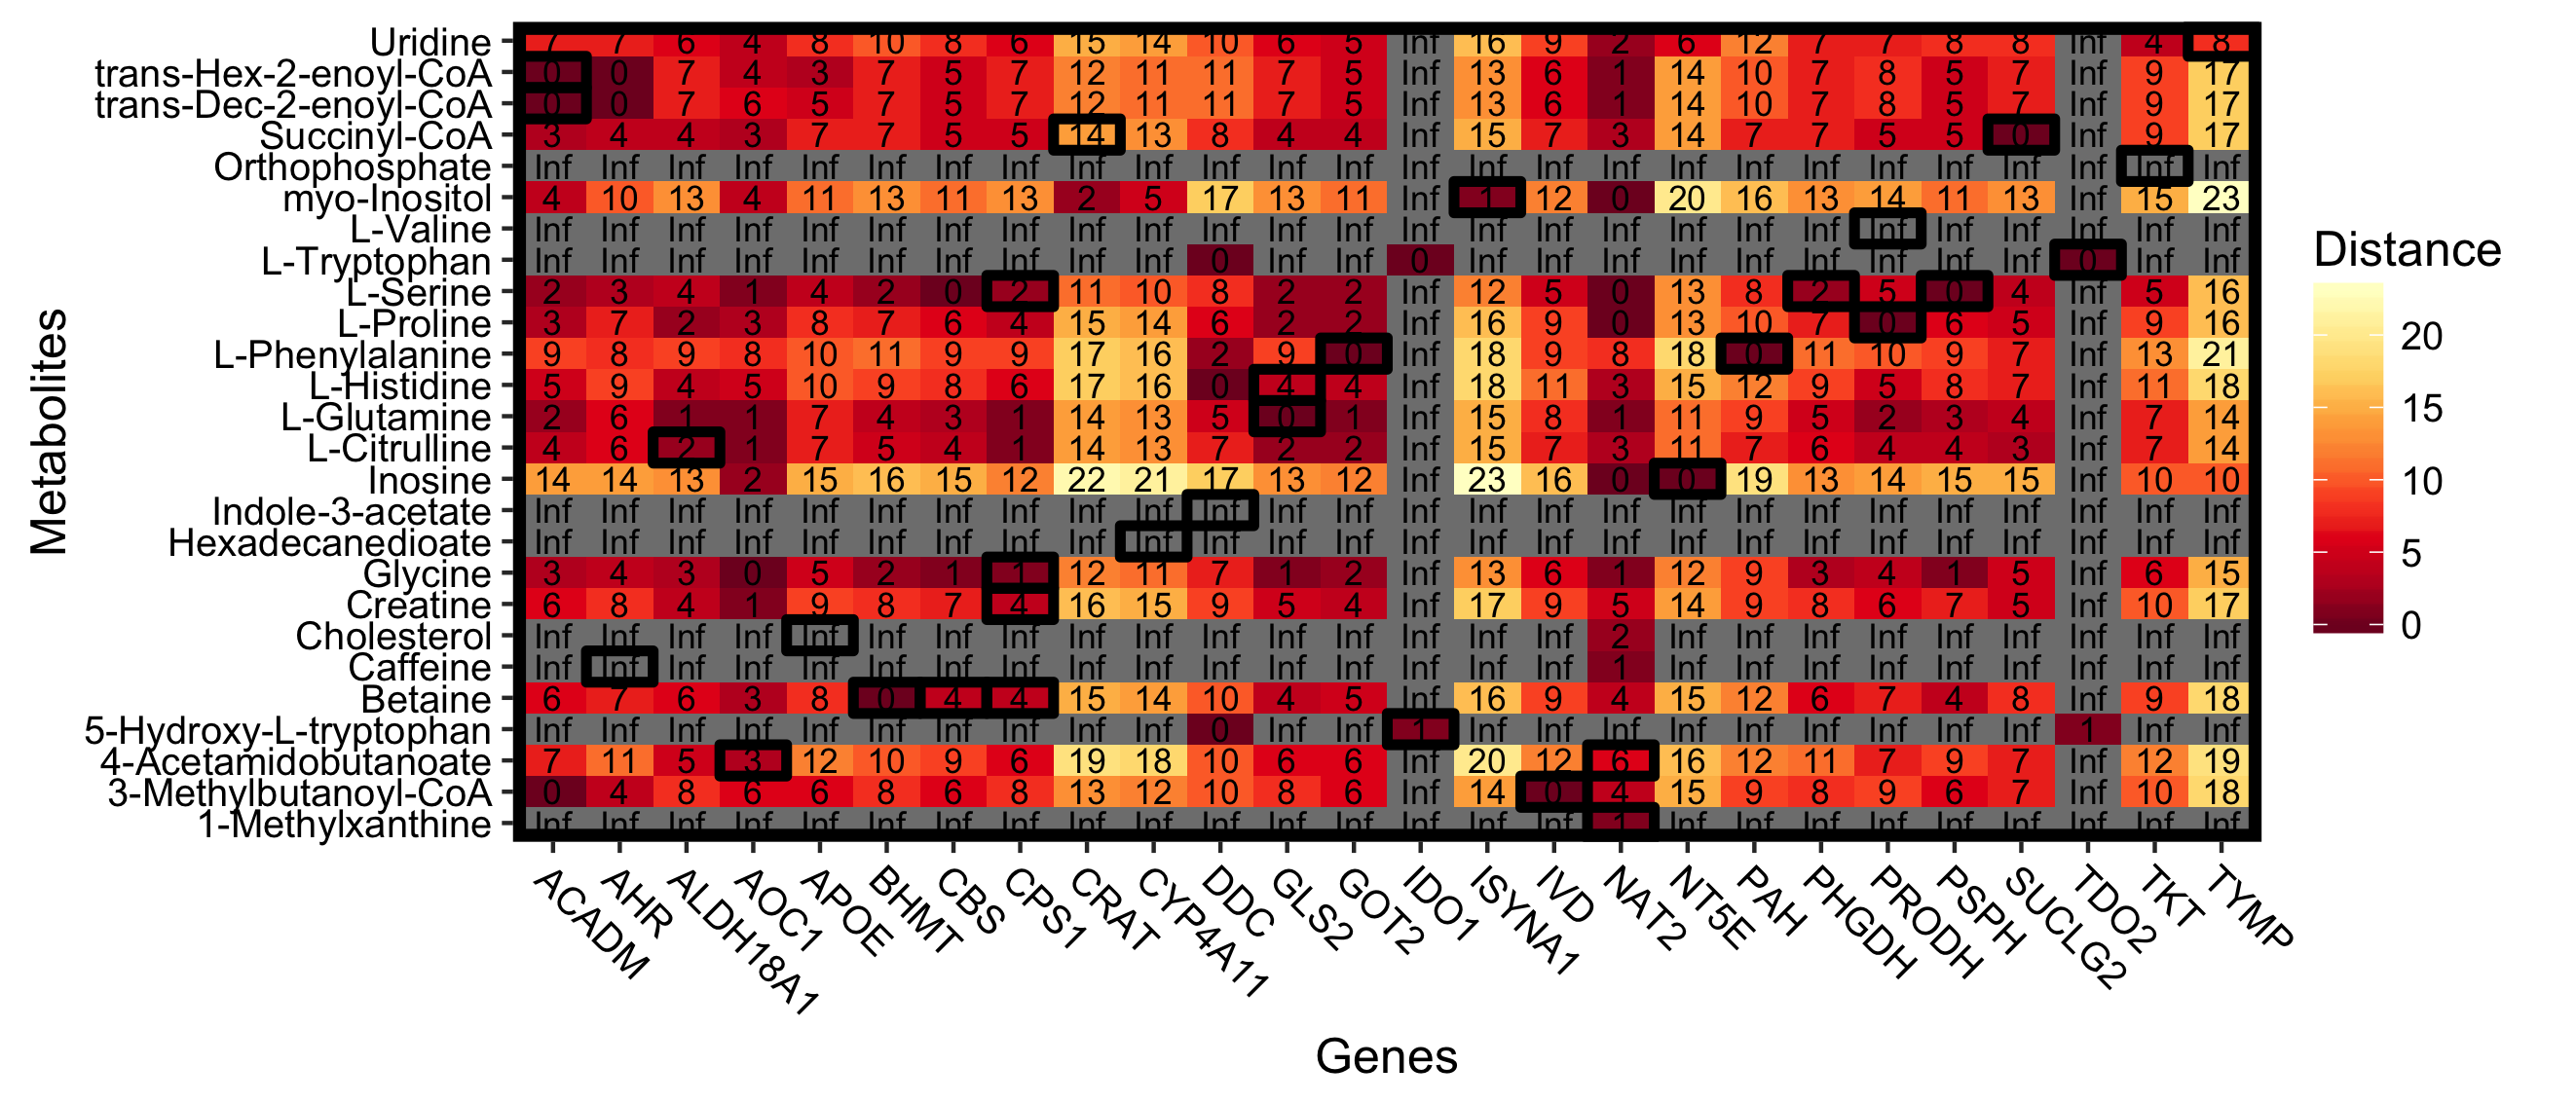 Uridine 7 7 6 4 8 10 8 6 15 14 10 6 5 Inf 16 9 2 6 12 7 7 8 8 Inf 4 8
trans-Hex-2-enoyl-CoA 0 0 7 4 3 7 5 7 12 11 11 7 5 Inf 13 6 1 14 10 7 8 5 7 Inf 9 17
trans-Dec-2-enoyl-CoA 0 0 7 6 5 7 5 7 12 11 11 7 5 Inf 13 6 1 14 10 7 8 5 7 Inf 9 17
Succinyl-CoA 3 4 4 3 7 7 5 5 14 13 8 4 4 Inf 15 7 3 14 7 7 5 5 0 Inf 9 17
Orthophosphate Inf Inf Inf Inf Inf Inf Inf Inf Inf Inf Inf Inf Inf Inf Inf Inf Inf Inf Inf Inf Inf Inf Inf Inf Inf Inf
myo-Inositol 4 10 13 4 11 13 11 13 2 5 17 13 11 Inf 1 12 0 20 16 13 14 11 13 Inf 15 23
L-Valine Inf Inf Inf Inf Inf Inf Inf Inf Inf Inf Inf Inf Inf Inf Inf Inf Inf Inf Inf Inf Inf Inf Inf Inf Inf Inf
L-Tryptophan Inf Inf Inf Inf Inf Inf Inf Inf Inf Inf 0 Inf Inf 0 Inf Inf Inf Inf Inf Inf Inf Inf Inf 0 Inf Inf
L-Serine 2 3 4 1 4 2 0 2 11 10 8 2 2 Inf 12 5 0 13 8 2 5 0 4 Inf 5 16
L-Proline 3 7 2 3 8 7 6 4 15 14 6 2 2 Inf 16 9 0 13 10 7 0 6 5 Inf 9 16
L-Phenylalanine 9 8 9 8 10 11 9 9 17 16 2 9 0 Inf 18 9 8 18 0 11 10 9 7 Inf 13 21
L-Histidine 5 9 4 5 10 9 8 6 17 16 0 4 4 Inf 18 11 3 15 12 9 5 8 7 Inf 11 18
L-Glutamine 2 6 1 1 7 4 3 1 14 13 5 0 1 Inf 15 8 1 11 9 5 2 3 4 Inf 7 14
L-Citrulline 4 6 2 1 7 5 4 1 14 13 7 2 2 Inf 15 7 3 11 7 6 4 4 3 Inf 7 14
Inosine 14 14 13 2 15 16 15 12 22 21 17 13 12 Inf 23 16 0 0 19 13 14 15 15 Inf 10 10
Indole-3-acetate Inf Inf Inf Inf Inf Inf Inf Inf Inf Inf Inf Inf Inf Inf Inf Inf Inf Inf Inf Inf Inf Inf Inf Inf Inf Inf
Hexadecanedioate Inf Inf Inf Inf Inf Inf Inf Inf Inf Inf Inf Inf Inf Inf Inf Inf Inf Inf Inf Inf Inf Inf Inf Inf Inf Inf
Glycine 3 4 3 0 5 2 1 1 12 11 7 1 2 Inf 13 6 1 12 9 3 4 1 5 Inf 6 15
Creatine 6 8 4 1 9 8 7 4 16 15 9 5 4 Inf 17 9 5 14 9 8 6 7 5 Inf 10 17
Cholesterol Inf Inf Inf Inf Inf Inf Inf Inf Inf Inf Inf Inf Inf Inf Inf Inf 2 Inf Inf Inf Inf Inf Inf Inf Inf Inf
Caffeine Inf Inf Inf Inf Inf Inf Inf Inf Inf Inf Inf Inf Inf Inf Inf Inf 1 Inf Inf Inf Inf Inf Inf Inf Inf Inf
Betaine 6 7 6 3 8 0 4 4 15 14 10 4 5 Inf 16 9 4 15 12 6 7 4 8 Inf 9 18
5-Hydroxy-L-tryptophan Inf Inf Inf Inf Inf Inf Inf Inf Inf Inf 0 Inf Inf 1 Inf Inf Inf Inf Inf Inf Inf Inf Inf 1 Inf Inf
4-Acetamidobutanoate 7 11 5 3 12 10 9 6 19 18 10 6 6 Inf 20 12 6 16 12 11 7 9 7 Inf 12 19
3-Methylbutanoyl-CoA 0 4 8 6 6 8 6 8 13 12 10 8 6 Inf 14 0 4 15 9 8 9 6 7 Inf 10 18
1-Methylxanthine Inf Inf Inf Inf Inf Inf Inf Inf Inf Inf Inf Inf Inf Inf Inf Inf 1 Inf Inf Inf Inf Inf Inf Inf Inf Inf
ACADM AHR ALDH18A1 AOC1 APOE BHMT CBS CPS1 CRAT CYP4A11 DDC GLS2 GOT2 IDO1 ISYNA1 IVD NAT2 NT5E PAH PHGDH PRODH PSPH SUCLG2 TDO2 TKT TYMP
Genes
Metabolites
Distance
20
15
10
5
0